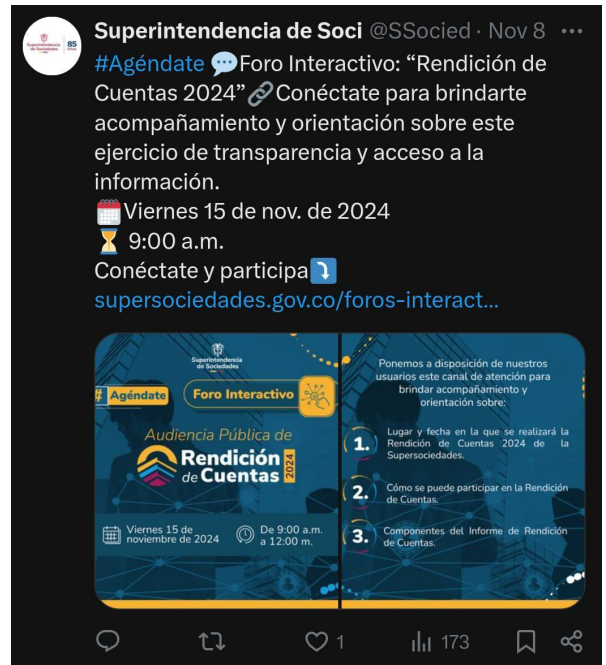 Superintendencia de Soci @SSocied · Nov 8 ···
#Agéndate 💬Foro Interactivo: “Rendición de
Cuentas 2024”🔗Conéctate para brindarte
acompañamiento y orientación sobre este
ejercicio de transparencia y acceso a la
información.
🗓️Viernes 15 de nov. de 2024
⏳ 9:00 a.m.
Conéctate y participa⤵️
supersociedades.gov.co/foros-interact...
Superintendencia
de Sociedades
# Agéndate
Foro Interactivo
Audiencia Pública de
Rendición
de Cuentas
2024
Viernes 15 de
noviembre de 2024
De 9:00 a.m.
a 12:00 m.
Ponemos a disposición de nuestros
usuarios este canal de atención para
brindar acompañamiento y
orientación sobre:
1.
Lugar y fecha en la que se realizará la
Rendición de Cuentas 2024 de la
Supersociedades.
2.
Cómo se puede participar en la Rendición
de Cuentas.
3.
Componentes del Informe de Rendición
de Cuentas.
1
173